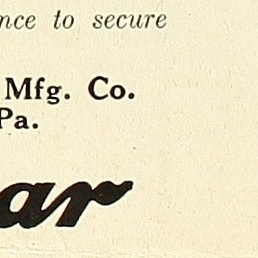 nce to secure
Mfg. Co.
Pa.
ar